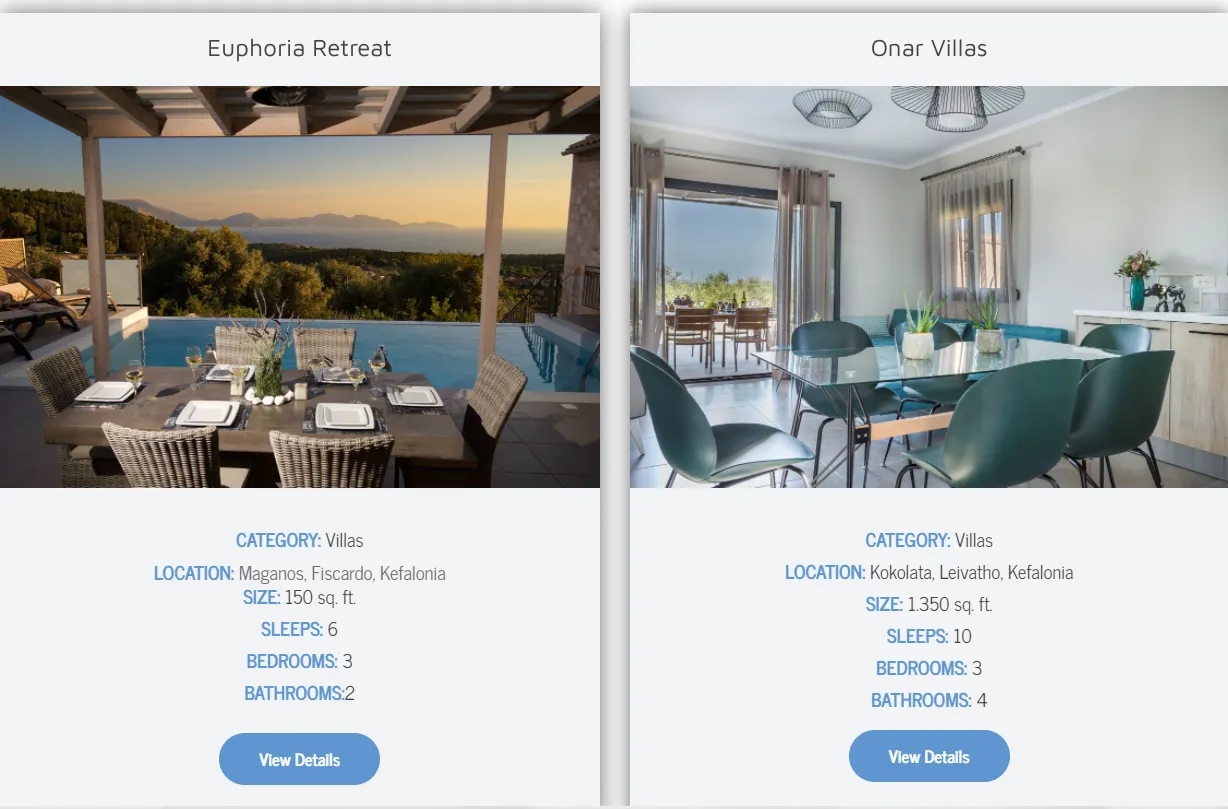 Euphoria Retreat
CATEGORY: Villas
LOCATION: Maganos, Fiscardo, Kefalonia
SIZE: 150 sq. ft.
SLEEPS: 6
BEDROOMS: 3
BATHROOMS:2
View Details
Onar Villas
CATEGORY: Villas
LOCATION: Kokolata, Leivatho, Kefalonia
SIZE: 1.350 sq. ft.
SLEEPS: 10
BEDROOMS: 3
BATHROOMS: 4
View Details